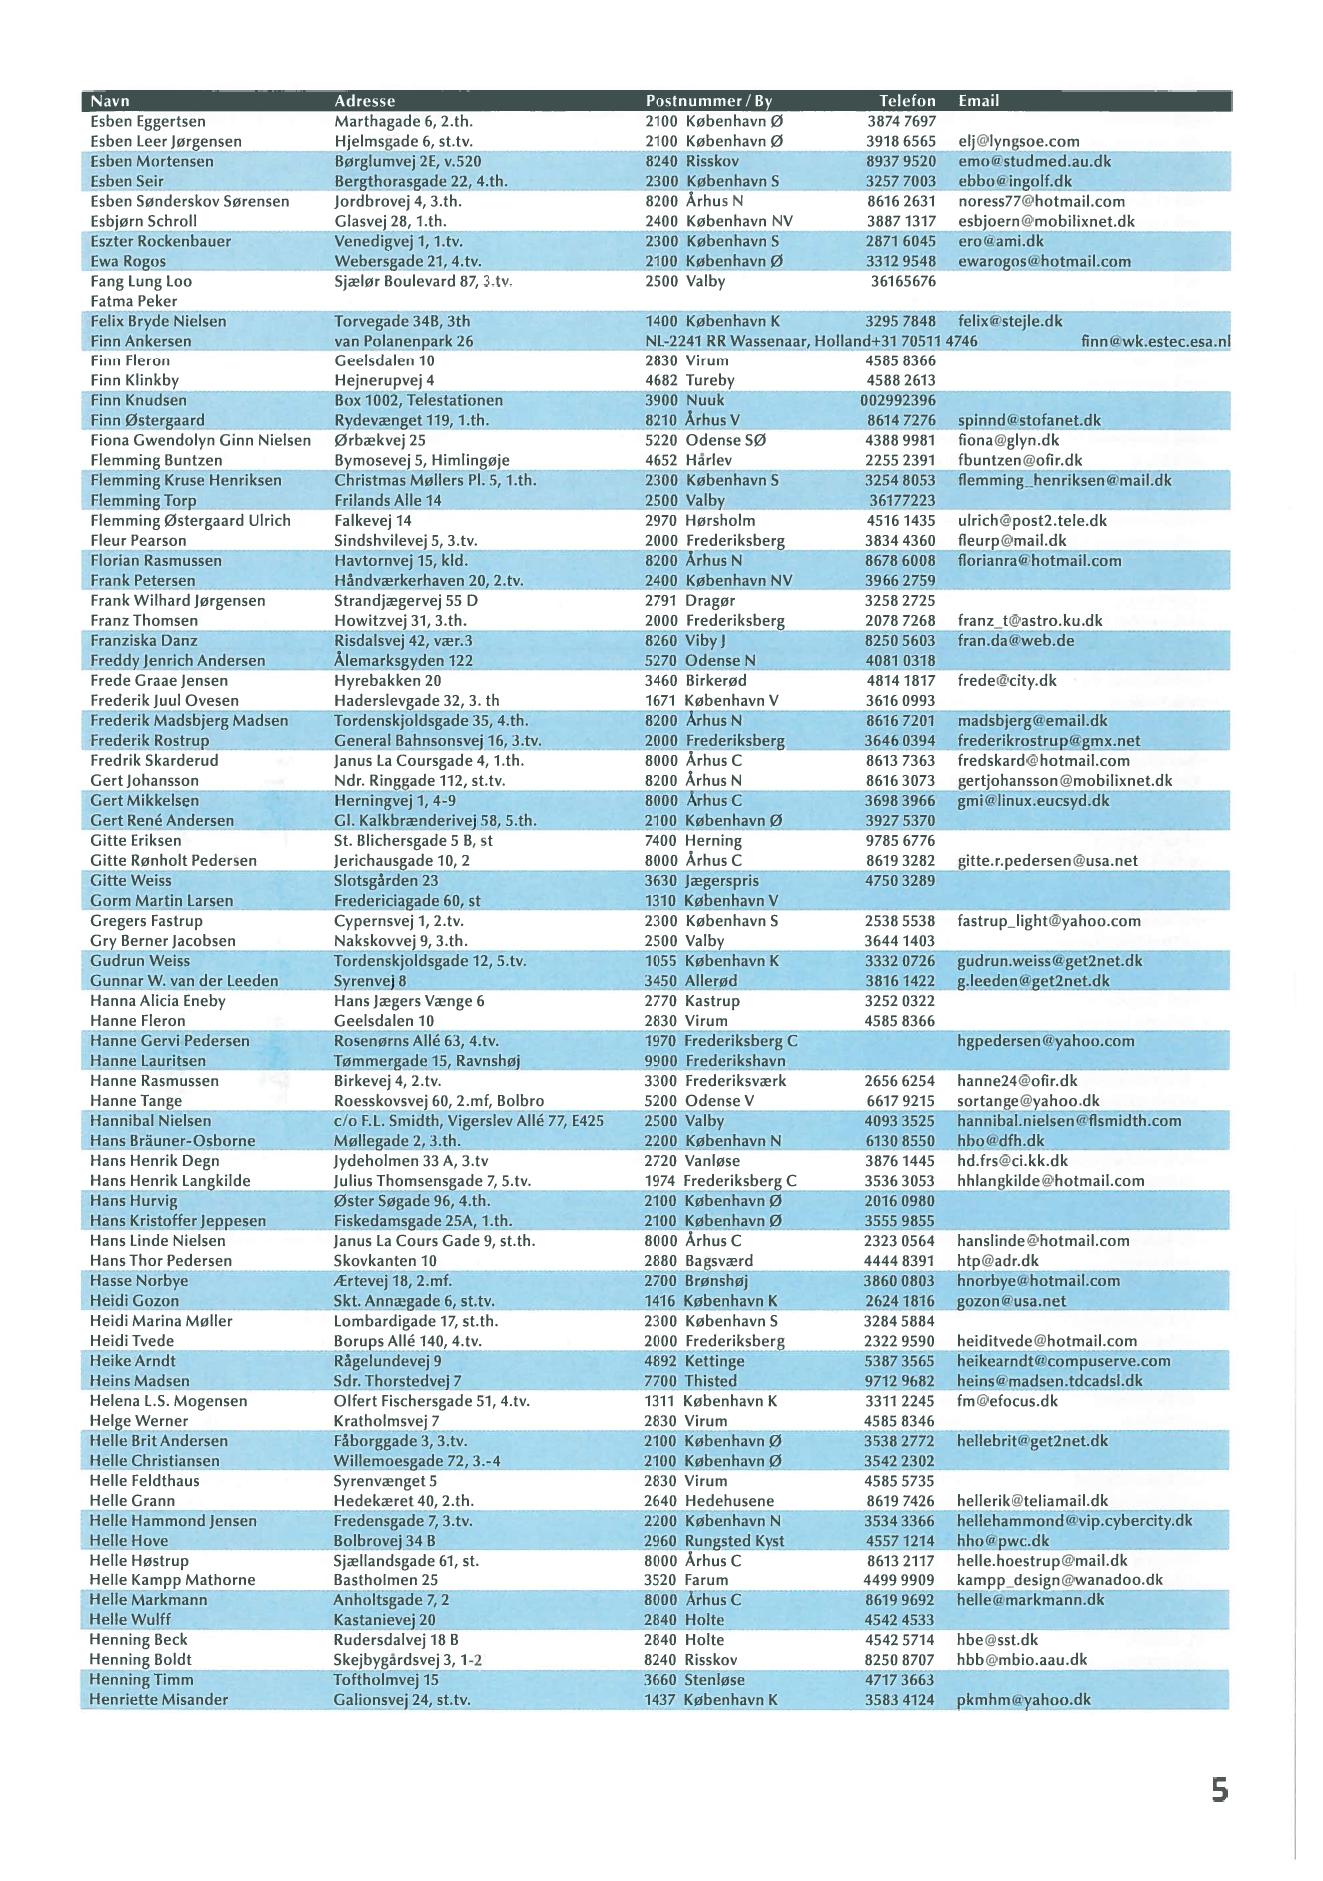 Navn Adresse Postnummer / By Telefon Email
Esben Eggertsen Marthagade 6, 2.th. 2100 København Ø 3874 7697
Esben Leer Jørgensen Hjelmsgade 6, st.tv. 2100 København Ø 3918 6565 elj@lyngsoe.com
Esben Mortensen Børglumvej 2E, v.520 8240 Risskov 8937 9520 emo@studmed.au.dk
Esben Seir Bergthorasgade 22, 4.th. 2300 København S 3257 7003 ebbo@ingolf.dk
Esben Sønderskov Sørensen Jordbrovej 4, 3.th. 8200 Århus N 8616 2631 noress77@hotmail.com
Esbjørn Schroll Glasvej 28, 1.th. 2400 København NV 3887 1317 esbjoern@mobilixnet.dk
Eszter Rockenbauer Venedigvej 1, 1.tv. 2300 København S 2871 6045 ero@ami.dk
Ewa Rogos Webersgade 21, 4.tv. 2100 København Ø 3312 9548 ewarogos@hotmail.com
Fang Lung Loo Sjælør Boulevard 87, 3.tv. 2500 Valby 36165676
Fatma Peker
Felix Bryde Nielsen Torvegade 34B, 3th 1400 København K 3295 7848 felix@stejle.dk
Finn Ankersen van Polanenpark 26 NL-2241 RR Wassenaar, Holland+31 70511 4746 finn@wk.estec.esa.nl
Finn Fleron Geelsdalen 10 2830 Virum 4585 8366
Finn Klinkby Hejnerupvej 4 4682 Tureby 4588 2613
Finn Knudsen Box 1002, Telestationen 3900 Nuuk 002992396
Finn Østergaard Rydevænget 119, 1.th. 8210 Århus V 8614 7276 spinnd@stofanet.dk
Fiona Gwendolyn Ginn Nielsen Ørbækvej 25 5220 Odense SØ 4388 9981 fiona@glyn.dk
Flemming Buntzen Bymosevej 5, Himlingøje 4652 Hårlev 2255 2391 fbuntzen@ofir.dk
Flemming Kruse Henriksen Christmas Møllers Pl. 5, 1.th. 2300 København S 3254 8053 flemming_henriksen@mail.dk
Flemming Torp Frilands Alle 14 2500 Valby 36177223
Flemming Østergaard Ulrich Falkevej 14 2970 Hørsholm 4516 1435 ulrich@post2.tele.dk
Fleur Pearson Sindshvilevej 5, 3.tv. 2000 Frederiksberg 3834 4360 fleurp@mail.dk
Florian Rasmussen Havtornvej 15, kld. 8200 Århus N 8678 6008 florianra@hotmail.com
Frank Petersen Håndværkerhaven 20, 2.tv. 2400 København NV 3966 2759
Frank Wilhard Jørgensen Strandjægervej 55 D 2791 Dragør 3258 2725
Franz Thomsen Howitzvej 31, 3.th. 2000 Frederiksberg 2078 7268 franz_t@astro.ku.dk
Franziska Danz Risdalsvej 42, vær.3 8260 Viby J 8250 5603 fran.da@web.de
Freddy Jenrich Andersen Ålemarksgyden 122 5270 Odense N 4081 0318
Frede Graae Jensen Hyrebakken 20 3460 Birkerød 4814 1817 frede@city.dk
Frederik Juul Ovesen Haderslevgade 32, 3. th 1671 København V 3616 0993
Frederik Madsbjerg Madsen Tordenskjoldsgade 35, 4.th. 8200 Århus N 8616 7201 madsbjerg@email.dk
Frederik Rostrup General Bahnsonsvej 16, 3.tv. 2000 Frederiksberg 3646 0394 frederikrostrup@gmx.net
Fredrik Skarderud Janus La Coursgade 4, 1.th. 8000 Århus C 8613 7363 fredskard@hotmail.com
Gert Johansson Ndr. Ringgade 112, st.tv. 8200 Århus N 8616 3073 gertjohansson@mobilixnet.dk
Gert Mikkelsen Herningvej 1, 4-9 8000 Århus C 3698 3966 gmi@linux.eucsyd.dk
Gert René Andersen Gl. Kalkbrænderivej 58, 5.th. 2100 København Ø 3927 5370
Gitte Eriksen St. Blichersgade 5 B, st 7400 Herning 9785 6776
Gitte Rønholt Pedersen Jerichausgade 10, 2 8000 Århus C 8619 3282 gitte.r.pedersen@usa.net
Gitte Weiss Slotsgården 23 3630 Jægerspris 4750 3289
Gorm Martin Larsen Fredericiagade 60, st 1310 København V
Gregers Fastrup Cypernsvej 1, 2.tv. 2300 København S 2538 5538 fastrup_light@yahoo.com
Gry Berner Jacobsen Nakskovvej 9, 3.th. 2500 Valby 3644 1403
Gudrun Weiss Tordenskjoldsgade 12, 5.tv. 1055 København K 3332 0726 gudrun.weiss@get2net.dk
Gunnar W. van der Leeden Syrenvej 8 3450 Allerød 3816 1422 g.leeden@get2net.dk
Hanna Alicia Eneby Hans Jægers Vænge 6 2770 Kastrup 3252 0322
Hanne Fleron Geelsdalen 10 2830 Virum 4585 8366
Hanne Gervi Pedersen Rosenørns Allé 63, 4.tv. 1970 Frederiksberg C hgpedersen@yahoo.com
Hanne Lauritsen Tømmergade 15, Ravnshøj 9900 Frederikshavn
Hanne Rasmussen Birkevej 4, 2.tv. 3300 Frederiksværk 2656 6254 hanne24@ofir.dk
Hanne Tange Roesskovsvej 60, 2.mf, Bolbro 5200 Odense V 6617 9215 sortange@yahoo.dk
Hannibal Nielsen c/o F.L. Smidth, Vigerslev Allé 77, E425 2500 Valby 4093 3525 hannibal.nielsen@flsmidth.com
Hans Bräuner-Osborne Møllegade 2, 3.th. 2200 København N 6130 8550 hbo@dfh.dk
Hans Henrik Degn Jydeholmen 33 A, 3.tv 2720 Vanløse 3876 1445 hd.frs@ci.kk.dk
Hans Henrik Langkilde Julius Thomsensgade 7, 5.tv. 1974 Frederiksberg C 3536 3053 hhlangkilde@hotmail.com
Hans Hurvig Øster Søgade 96, 4.th. 2100 København Ø 2016 0980
Hans Kristoffer Jeppesen Fiskedamsgade 25A, 1.th. 2100 København Ø 3555 9855
Hans Linde Nielsen Janus La Cours Gade 9, st.th. 8000 Århus C 2323 0564 hanslinde@hotmail.com
Hans Thor Pedersen Skovkanten 10 2880 Bagsværd 4444 8391 htp@adr.dk
Hasse Norbye Ærtevej 18, 2.mf. 2700 Brønshøj 3860 0803 hnorbye@hotmail.com
Heidi Gozon Skt. Annægade 6, st.tv. 1416 København K 2624 1816 gozon@usa.net
Heidi Marina Møller Lombardigade 17, st.th. 2300 København S 3284 5884
Heidi Tvede Borups Allé 140, 4.tv. 2000 Frederiksberg 2322 9590 heiditvede@hotmail.com
Heike Arndt Rågelundevej 9 4892 Kettinge 5387 3565 heikearndt@compuserve.com
Heins Madsen Sdr. Thorstedvej 7 7700 Thisted 9712 9682 heins@madsen.tdcadsl.dk
Helena L.S. Mogensen Olfert Fischersgade 51, 4.tv. 1311 København K 3311 2245 fm@efocus.dk
Helge Werner Kratholmsvej 7 2830 Virum 4585 8346
Helle Brit Andersen Fåborggade 3, 3.tv. 2100 København Ø 3538 2772 hellebrit@get2net.dk
Helle Christiansen Willemoesgade 72, 3.-4 2100 København Ø 3542 2302
Helle Feldthaus Syrenvænget 5 2830 Virum 4585 5735
Helle Grann Hedekæret 40, 2.th. 2640 Hedehusene 8619 7426 hellerik@teliamail.dk
Helle Hammond Jensen Fredensgade 7, 3.tv. 2200 København N 3534 3366 hellehammond@vip.cybercity.dk
Helle Hove Bolbrovej 34 B 2960 Rungsted Kyst 4557 1214 hho@pwc.dk
Helle Høstrup Sjællandsgade 61, st. 8000 Århus C 8613 2117 helle.hoestrup@mail.dk
Helle Kampp Mathorne Bastholmen 25 3520 Farum 4499 9909 kampp_design@wanadoo.dk
Helle Markmann Anholtsgade 7, 2 8000 Århus C 8619 9692 helle@markmann.dk
Helle Wulff Kastanievej 20 2840 Holte 4542 4533
Henning Beck Rudersdalvej 18 B 2840 Holte 4542 5714 hbe@sst.dk
Henning Boldt Skejbygårdsvej 3, 1-2 8240 Risskov 8250 8707 hbb@mbio.aau.dk
Henning Timm Toftholmvej 15 3660 Stenløse 4717 3663
Henriette Misander Galionsvej 24, st.tv. 1437 København K 3583 4124 pkmhm@yahoo.dk
5